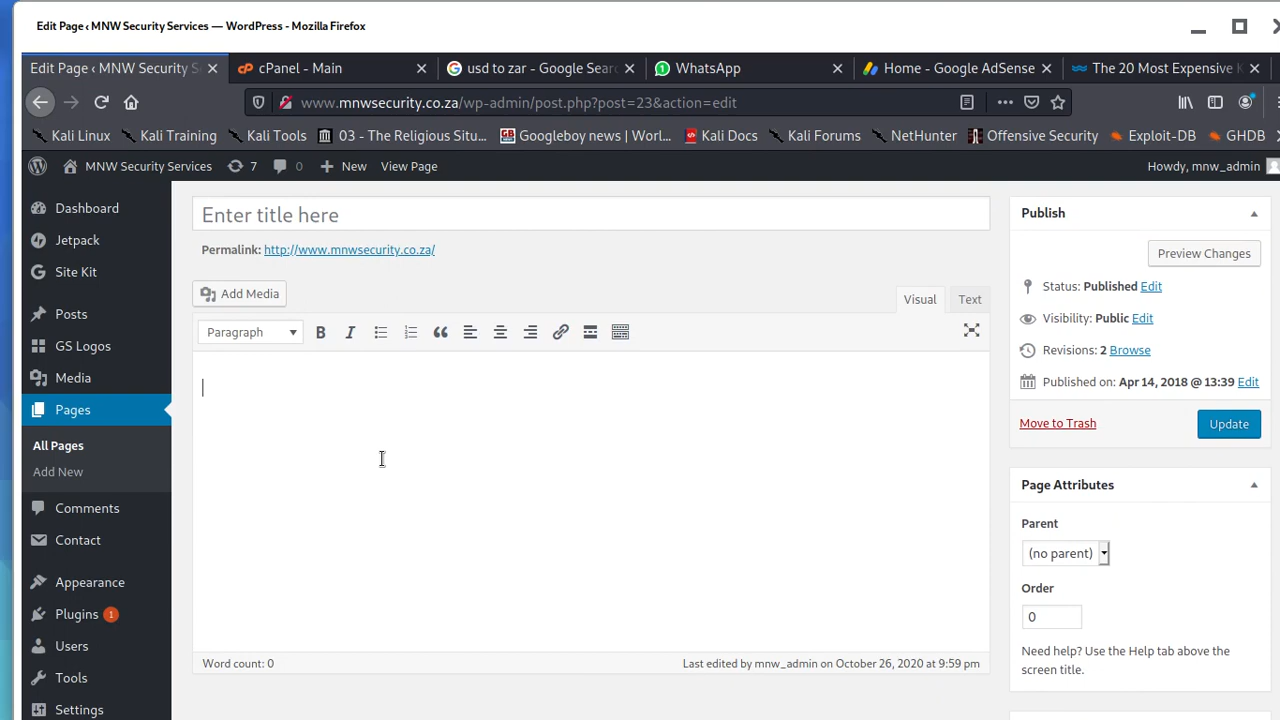 Edit Page ‹ MNW Security Services — WordPress - Mozilla Firefox
Edit Page ‹ MNW Security S
cPanel - Main
usd to zar - Google Sear
WhatsApp
Home - Google AdSense
The 20 Most Expensive K
www.mnwsecurity.co.za/wp-admin/post.php?post=23&action=edit
Kali Linux
Kali Training
Kali Tools
03 - The Religious Situ...
Googleboy news | Worl...
Kali Docs
Kali Forums
NetHunter
Offensive Security
Exploit-DB
GHDB
MNW Security Services
7
0
New
View Page
Howdy, mnw_admin
Dashboard
Jetpack
Site Kit
Posts
GS Logos
Media
Pages
All Pages
Add New
Comments
Contact
Appearance
Plugins 1
Users
Tools
Settings
Enter title here
Permalink: http://www.mnwsecurity.co.za/
Add Media
Visual
Text
Paragraph
Word count: 0
Last edited by mnw_admin on October 26, 2020 at 9:59 pm
Publish
Preview Changes
Status: Published Edit
Visibility: Public Edit
Revisions: 2 Browse
Published on: Apr 14, 2018 @ 13:39 Edit
Move to Trash
Update
Page Attributes
Parent
(no parent)
Order
0
Need help? Use the Help tab above the
screen title.